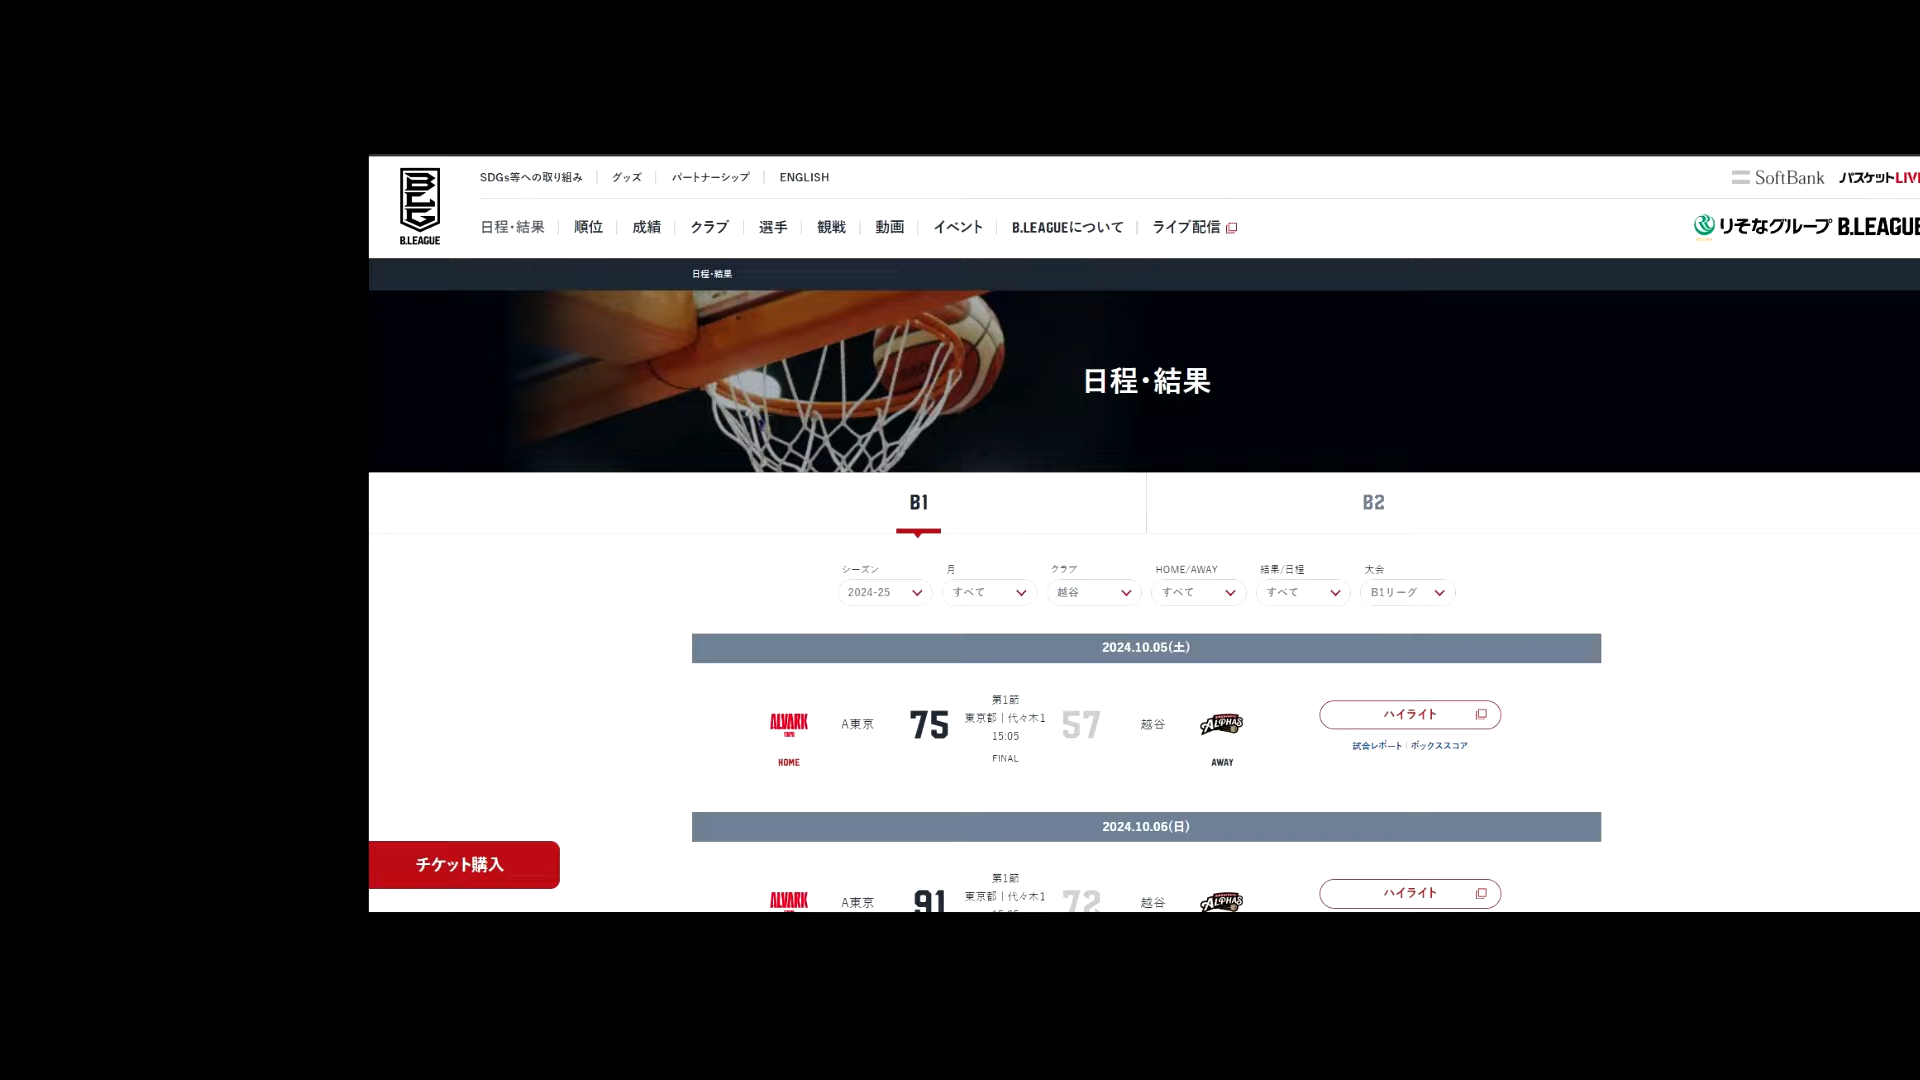 SDGs等への取り組み グッズ パートナーシップ ENGLISH
SoftBank バスケットLIV
B.LEAGUE
日程・結果 順位 成績 クラブ 選手 観戦 動画 イベント B.LEAGUEについて ライブ配信
りそなグループ B.LEAGUE
日程・結果
日程・結果
B1 B2
シーズン 月 クラブ HOME/AWAY 結果/日程 大会
2024-25 すべて 越谷 すべて すべて B1リーグ
2024.10.05(土)
ALVARK
HOME
A東京
75
第1節
東京都 | 代々木1
15:05
FINAL
57
越谷
ALPHAS
AWAY
ハイライト
試合レポート ボックススコア
2024.10.06(日)
ALVARK
A東京
91
第1節
東京都 | 代々木1
72
越谷
ALPHAS
ハイライト
チケット購入